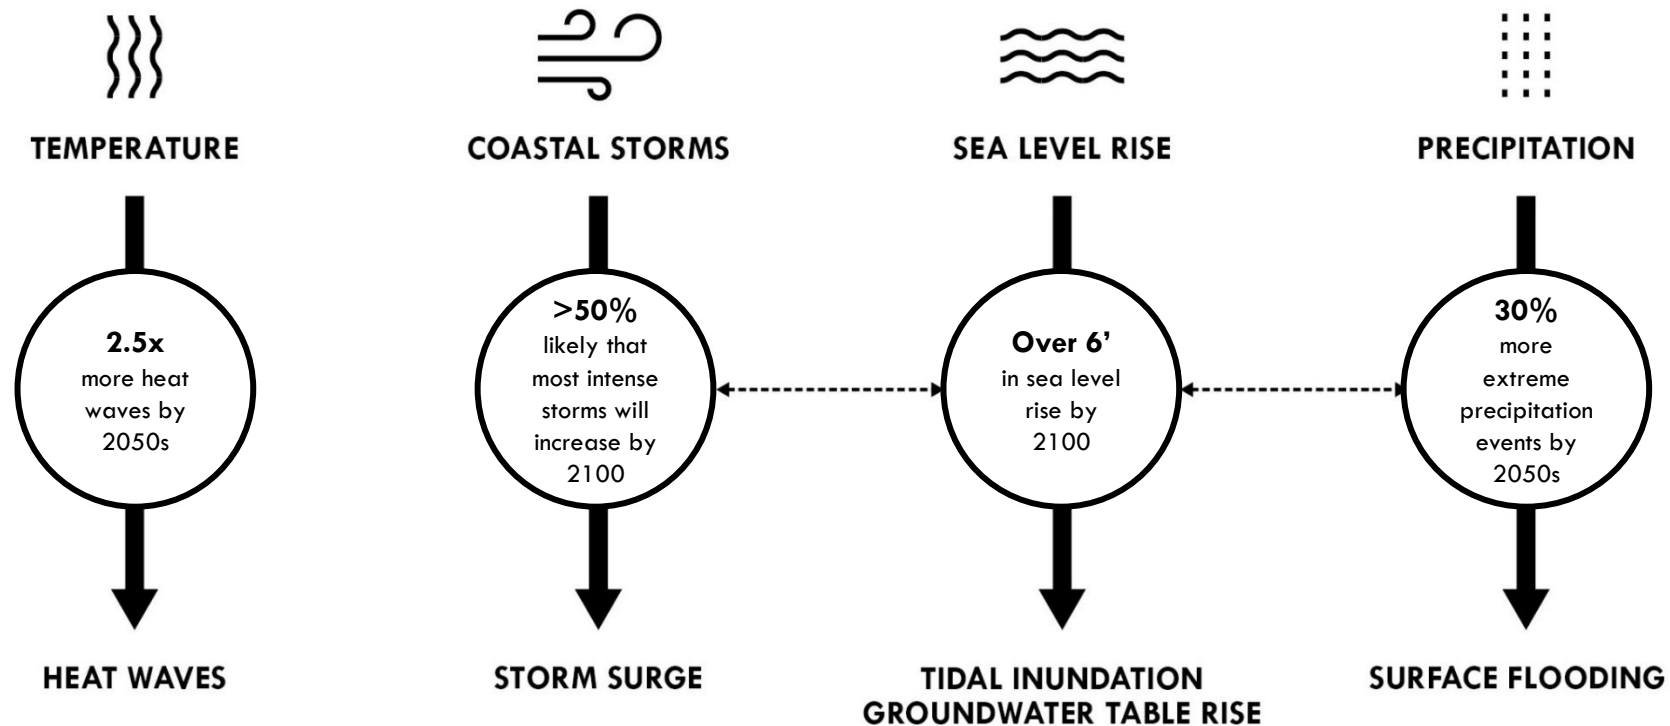 TEMPERATURE
COASTAL STORMS
SEA LEVEL RISE
PRECIPITATION
2.5x
more heat
waves by
2050s
>50%
likely that
most intense
storms will
increase by
2100
Over 6’
in sea level
rise by
2100
30%
more
extreme
precipitation
events by
2050s
HEAT WAVES
STORM SURGE
TIDAL INUNDATION
GROUNDWATER TABLE RISE
SURFACE FLOODING